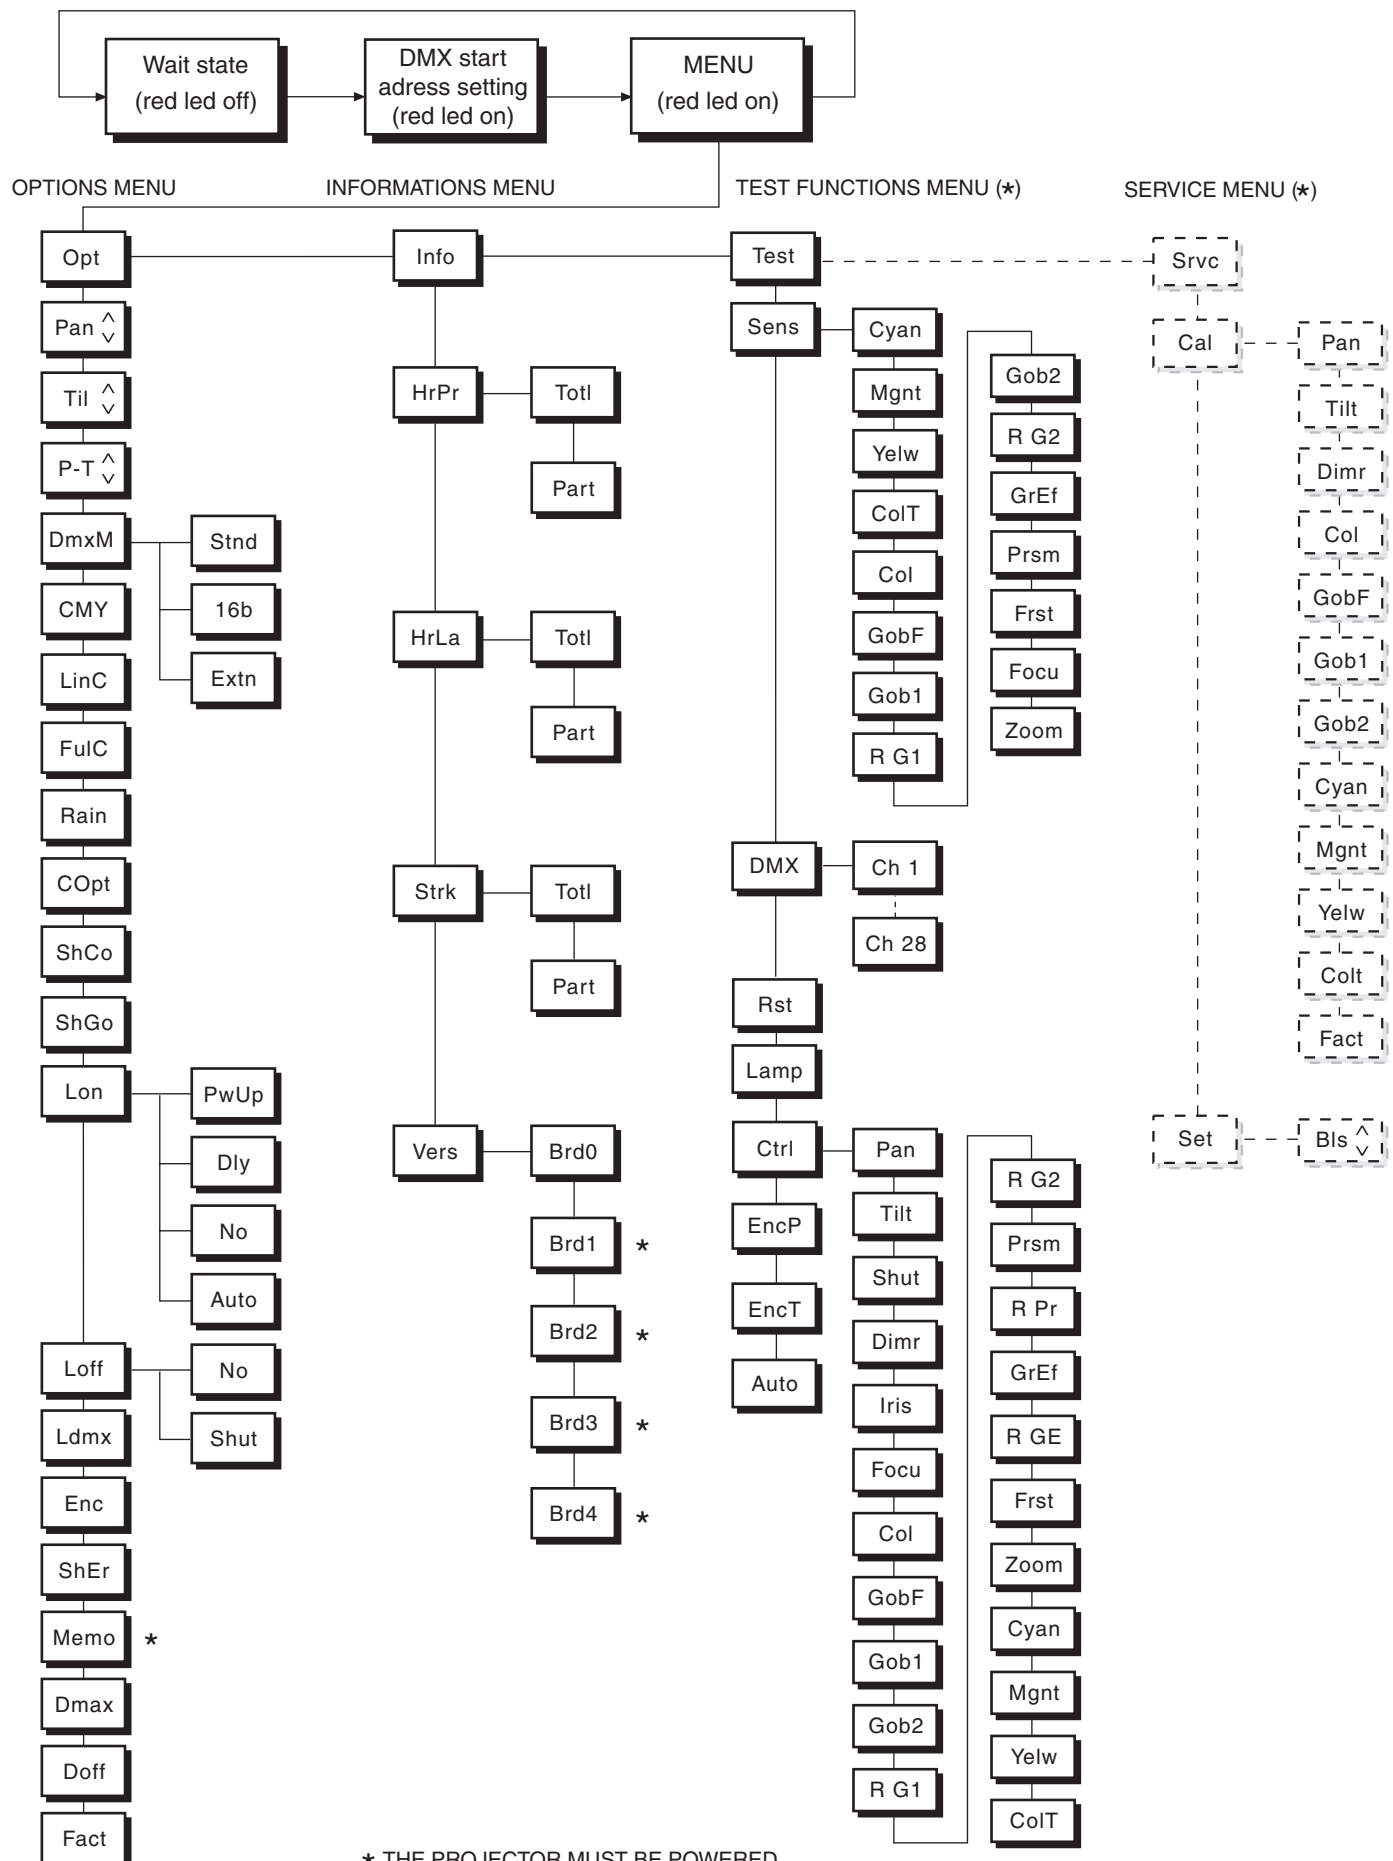 Wait state
(red led off)
DMX start
adress setting
(red led on)
MENU
(red led on)
OPTIONS MENU
INFORMATIONS MENU
TEST FUNCTIONS MENU (*)
SERVICE MENU (*)
Opt
Pan
Til
P-T
DmxM
Stnd
16b
Extn
CMY
LinC
FulC
Rain
COpt
ShCo
ShGo
Lon
PwUp
Dly
No
Auto
Loff
No
Shut
Ldmx
Enc
ShEr
Memo *
Dmax
Doff
Fact
Info
HrPr
Totl
Part
HrLa
Totl
Part
Strk
Totl
Part
Vers
Brd0
Brd1 *
Brd2 *
Brd3 *
Brd4 *
Test
Sens
Cyan
Mgnt
Yelw
ColT
Col
GobF
Gob1
R G1
Gob2
R G2
GrEf
Prsm
Frst
Focu
Zoom
DMX
Ch 1
Ch 28
Rst
Lamp
Ctrl
Pan
Tilt
Shut
Dimr
Iris
Focu
Col
GobF
Gob1
Gob2
R G1
R G2
Prsm
R Pr
GrEf
R GE
Frst
Zoom
Cyan
Mgnt
Yelw
ColT
EncP
EncT
Auto
Srvc
Cal
Pan
Tilt
Dimr
Col
GobF
Gob1
Gob2
Cyan
Mgnt
Yelw
Colt
Fact
Set
Bls
* THE PROJECTOR MUST BE POWERED